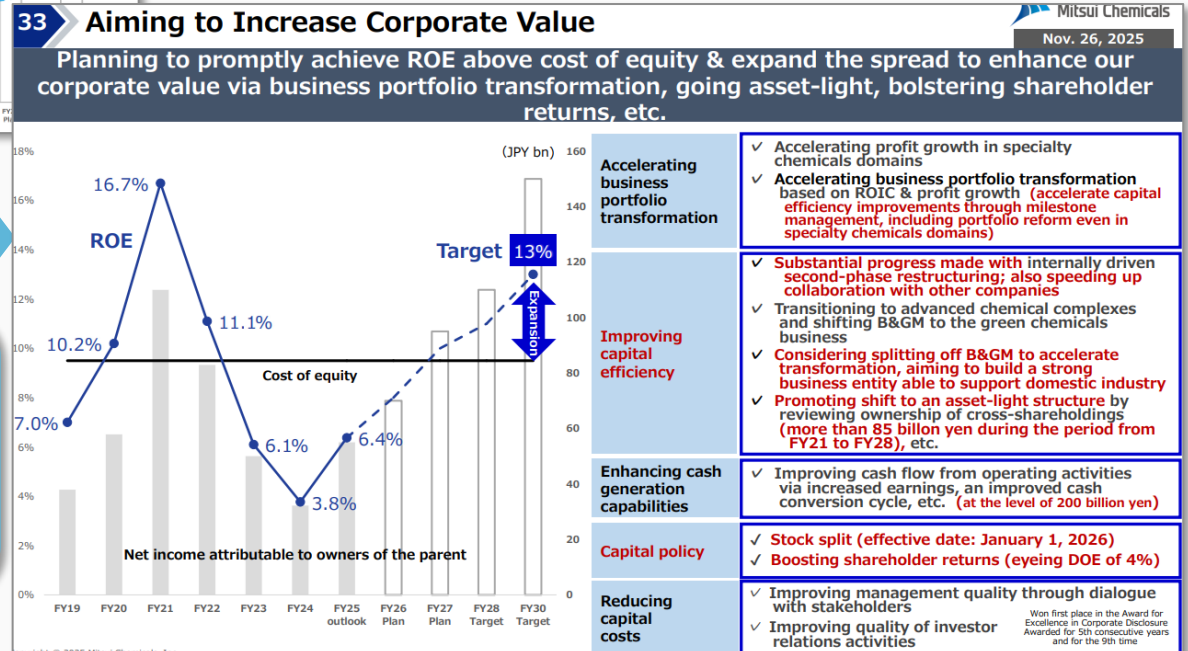 33
Aiming to Increase Corporate Value
Mitsui Chemicals
Nov. 26, 2025
Planning to promptly achieve ROE above cost of equity & expand the spread to enhance our
corporate value via business portfolio transformation, going asset-light, bolstering shareholder
returns, etc.
18%
16%
14%
12%
10%
8%
6%
4%
2%
0%
(JPY bn)
160
140
120
100
80
60
40
20
0
ROE
7.0%
10.2%
16.7%
11.1%
6.1%
3.8%
6.4%
Target
13%
Expansion
Cost of equity
Net income attributable to owners of the parent
FY19
FY20
FY21
FY22
FY23
FY24
FY25
outlook
FY26
Plan
FY27
Plan
FY28
Target
FY30
Target
Accelerating
business
portfolio
transformation
✓ Accelerating profit growth in specialty
chemicals domains
✓ Accelerating business portfolio transformation
based on ROIC & profit growth (accelerate capital
efficiency improvements through milestone
management, including portfolio reform even in
specialty chemicals domains)
Improving
capital
efficiency
✓ Substantial progress made with internally driven
second-phase restructuring; also speeding up
collaboration with other companies
✓ Transitioning to advanced chemical complexes
and shifting B&GM to the green chemicals
business
✓ Considering splitting off B&GM to accelerate
transformation, aiming to build a strong
business entity able to support domestic industry
✓ Promoting shift to an asset-light structure by
reviewing ownership of cross-shareholdings
(more than 85 billon yen during the period from
FY21 to FY28), etc.
Enhancing cash
generation
capabilities
✓ Improving cash flow from operating activities
via increased earnings, an improved cash
conversion cycle, etc. (at the level of 200 billion yen)
Capital policy
✓ Stock split (effective date: January 1, 2026)
✓ Boosting shareholder returns (eyeing DOE of 4%)
Reducing
capital
costs
✓ Improving management quality through dialogue
with stakeholders
✓ Improving quality of investor
relations activities
Won first place in the Award for
Excellence in Corporate Disclosure
Awarded for 5th consecutive years
and for the 9th time